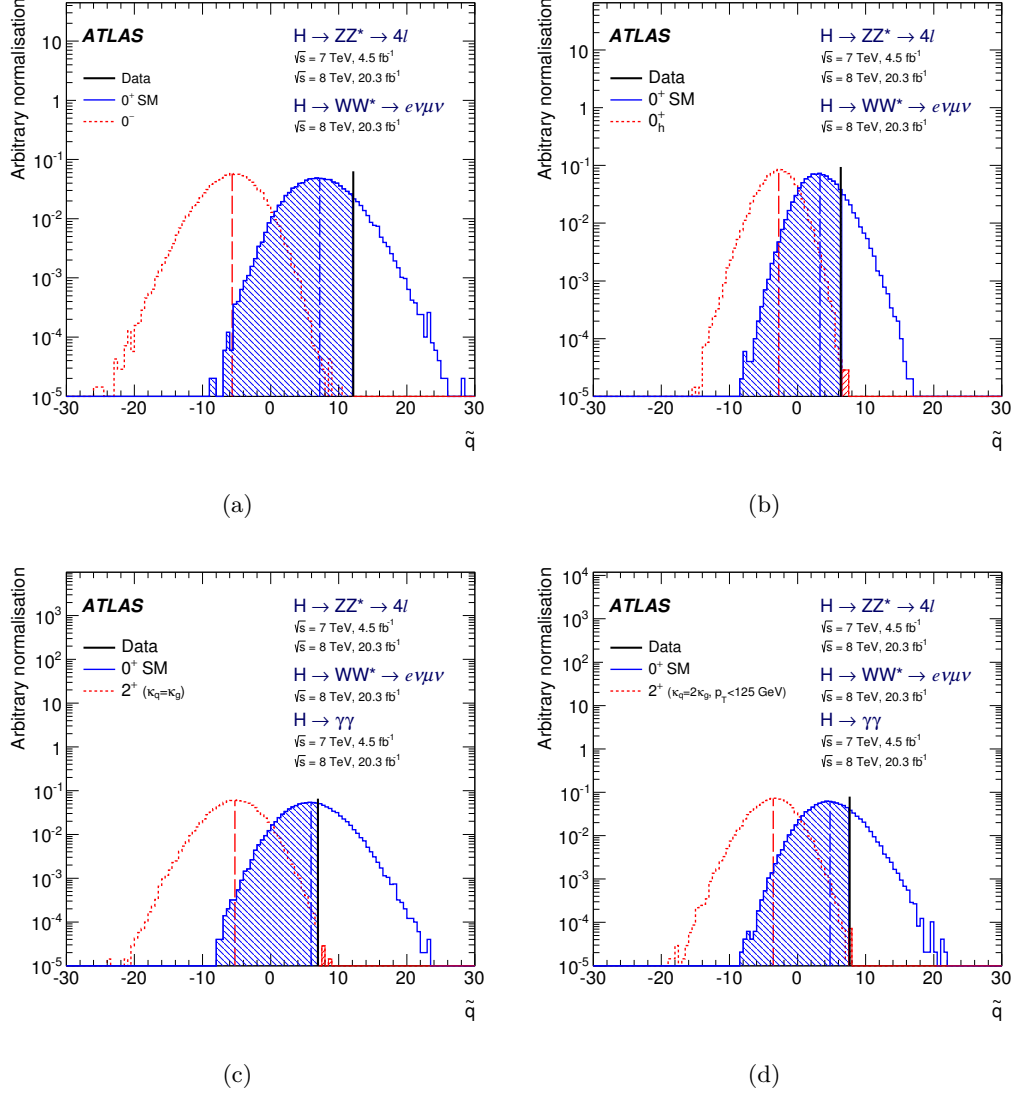 Arbitrary normalisation
ATLAS
H → ZZ* → 4l
√s = 7 TeV, 4.5 fb⁻¹
√s = 8 TeV, 20.3 fb⁻¹
H → WW* → eνμν
√s = 8 TeV, 20.3 fb⁻¹
Data
0⁺ SM
0⁻
10
1
10⁻¹
10⁻²
10⁻³
10⁻⁴
10⁻⁵
-30 -20 -10 0 10 20 30
q̃
(a)
Arbitrary normalisation
ATLAS
H → ZZ* → 4l
√s = 7 TeV, 4.5 fb⁻¹
√s = 8 TeV, 20.3 fb⁻¹
H → WW* → eνμν
√s = 8 TeV, 20.3 fb⁻¹
Data
0⁺ SM
0⁺ₕ
10
1
10⁻¹
10⁻²
10⁻³
10⁻⁴
10⁻⁵
-30 -20 -10 0 10 20 30
q̃
(b)
Arbitrary normalisation
ATLAS
H → ZZ* → 4l
√s = 7 TeV, 4.5 fb⁻¹
√s = 8 TeV, 20.3 fb⁻¹
H → WW* → eνμν
√s = 8 TeV, 20.3 fb⁻¹
H → γγ
√s = 7 TeV, 4.5 fb⁻¹
√s = 8 TeV, 20.3 fb⁻¹
Data
0⁺ SM
2⁺ (κq=κg)
10³
10²
10
1
10⁻¹
10⁻²
10⁻³
10⁻⁴
10⁻⁵
-30 -20 -10 0 10 20 30
q̃
(c)
Arbitrary normalisation
ATLAS
H → ZZ* → 4l
√s = 7 TeV, 4.5 fb⁻¹
√s = 8 TeV, 20.3 fb⁻¹
H → WW* → eνμν
√s = 8 TeV, 20.3 fb⁻¹
H → γγ
√s = 7 TeV, 4.5 fb⁻¹
√s = 8 TeV, 20.3 fb⁻¹
Data
0⁺ SM
2⁺ (κq=2κg, pT<125 GeV)
10⁴
10³
10²
10
1
10⁻¹
10⁻²
10⁻³
10⁻⁴
10⁻⁵
-30 -20 -10 0 10 20 30
q̃
(d)